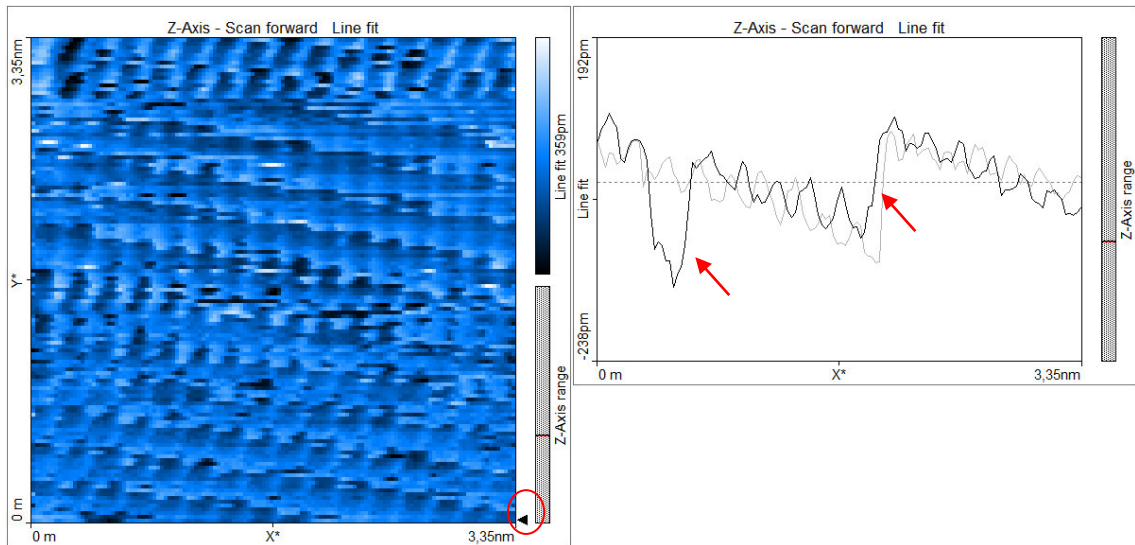 Z-Axis - Scan forward Line fit
3,35nm
Y*
0 m
0 m
X*
3,35nm
Line fit 359pm
Z-Axis range
Z-Axis - Scan forward Line fit
192pm
Line fit
-238pm
0 m
X*
3,35nm
Z-Axis range